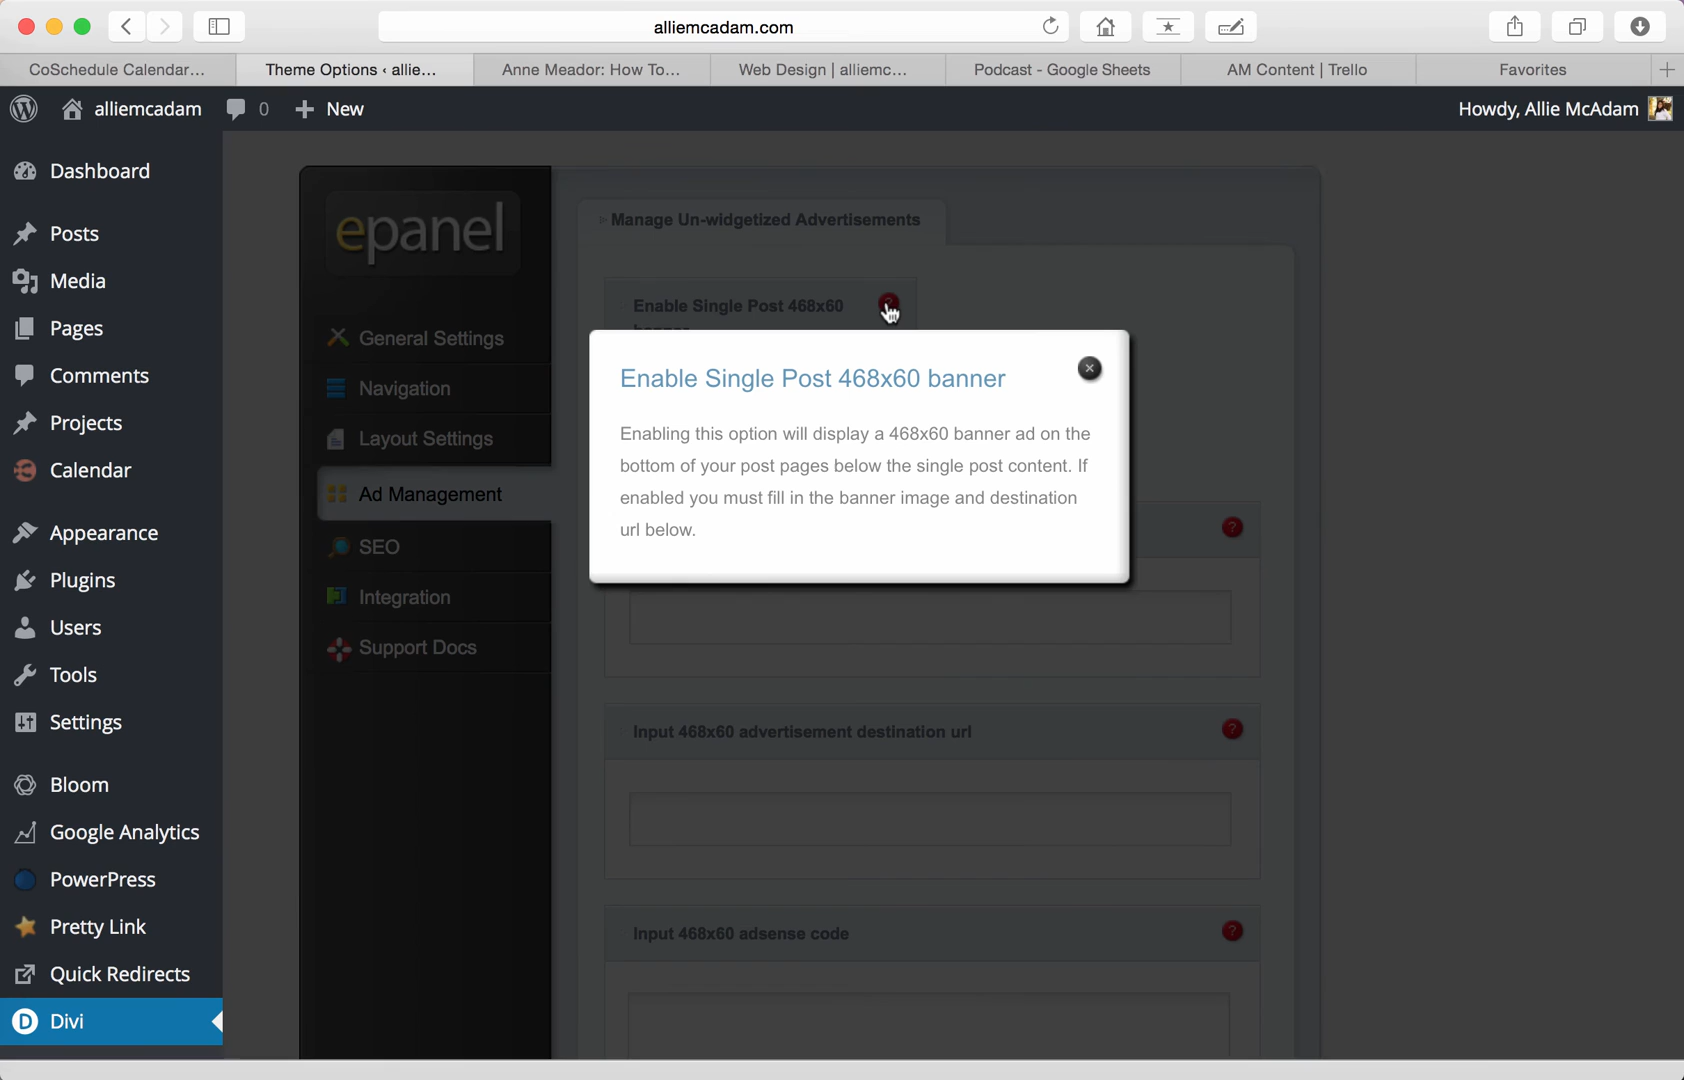 alliemcadam.com
CoSchedule Calendar...
Theme Options ‹ allie...
Anne Meador: How To...
Web Design | alliemc...
Podcast - Google Sheets
AM Content | Trello
Favorites
alliemcadam
0
New
Howdy, Allie McAdam
Dashboard
Posts
Media
Pages
Comments
Projects
Calendar
Appearance
Plugins
Users
Tools
Settings
Bloom
Google Analytics
PowerPress
Pretty Link
Quick Redirects
Divi
epanel
General Settings
Navigation
Layout Settings
Ad Management
SEO
Integration
Support Docs
Manage Un-widgetized Advertisements
Enable Single Post 468x60
banner
Enable Single Post 468x60 banner
Enabling this option will display a 468x60 banner ad on the
bottom of your post pages below the single post content. If
enabled you must fill in the banner image and destination
url below.
Input 468x60 advertisement destination url
Input 468x60 adsense code